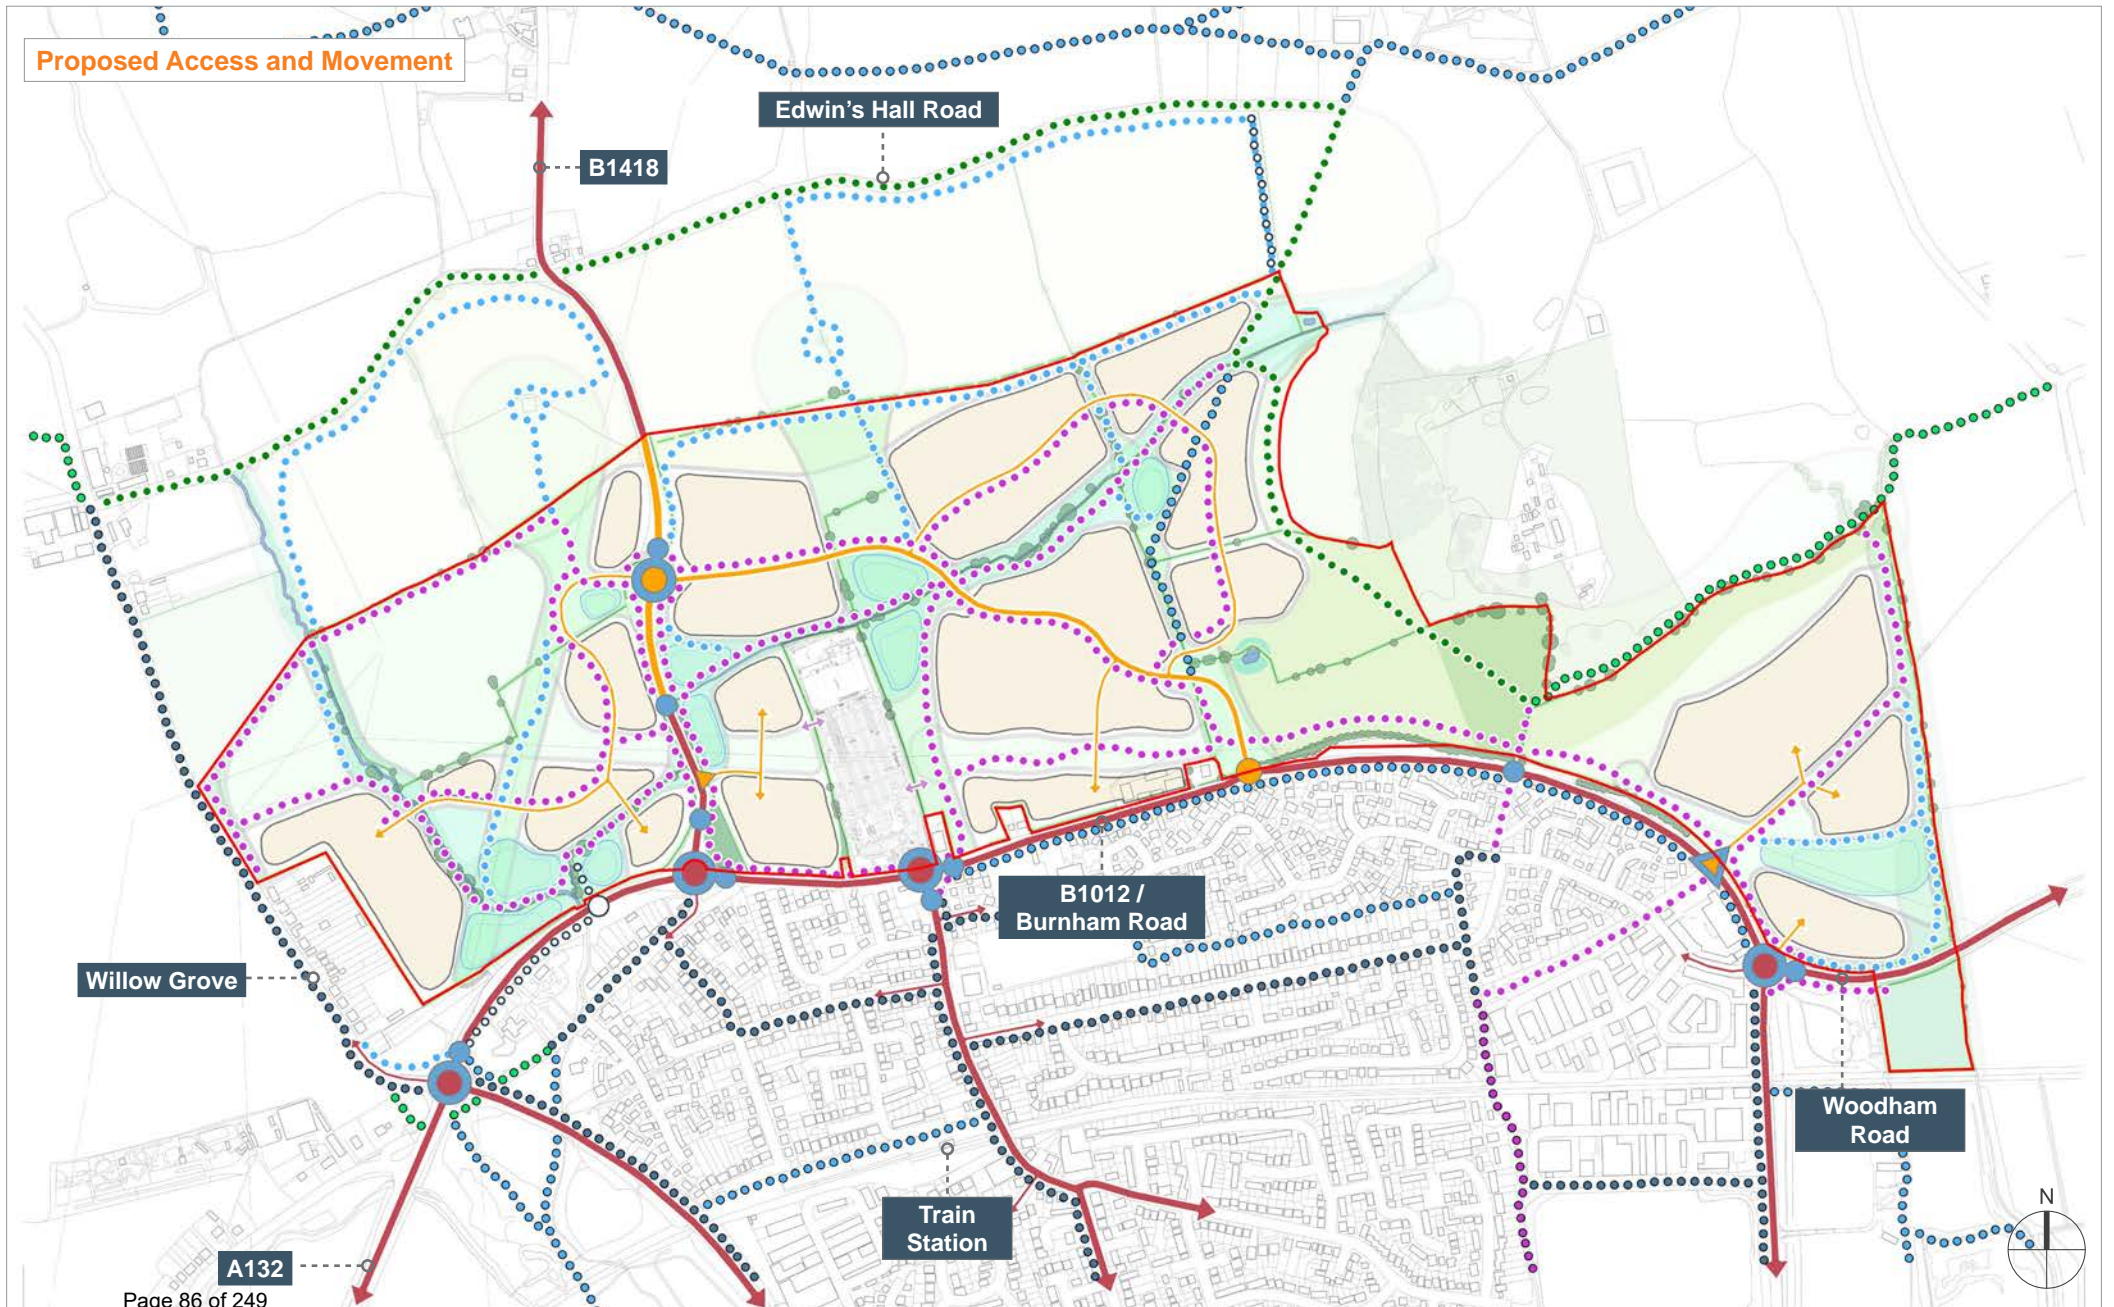 Proposed Access and Movement
Edwin's Hall Road
B1418
B1012 /
Burnham Road
Willow Grove
Woodham
Road
Train
Station
N
A132
Page 86 of 249